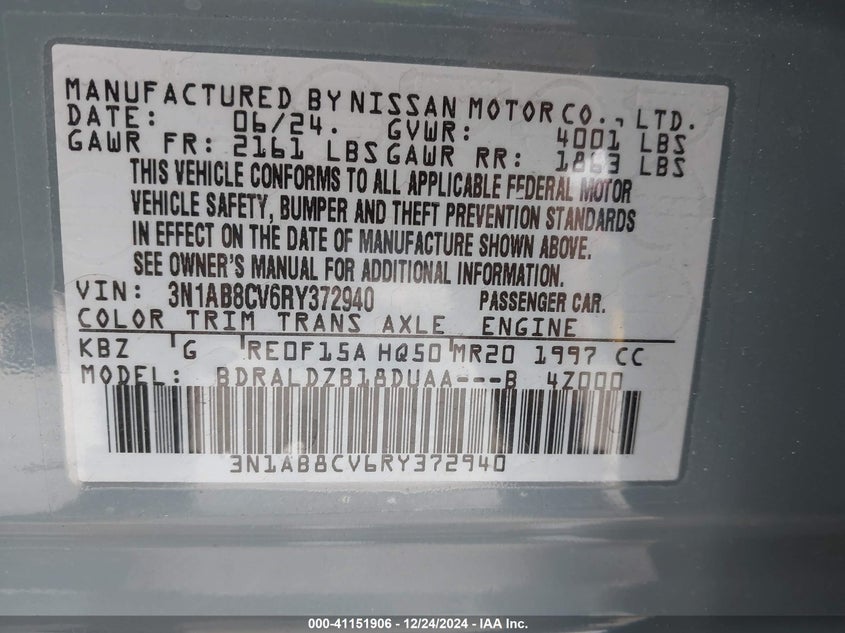 MANUFACTURED BY NISSAN MOTOR CO., LTD.
DATE: 06/24. GVWR: 4001 LBS
GAWR FR: 2161 LBS GAWR RR: 1863 LBS
THIS VEHICLE CONFORMS TO ALL APPLICABLE FEDERAL MOTOR
VEHICLE SAFETY, BUMPER AND THEFT PREVENTION STANDARDS
IN EFFECT ON THE DATE OF MANUFACTURE SHOWN ABOVE.
SEE OWNER'S MANUAL FOR ADDITIONAL INFORMATION.
VIN: 3N1AB8CV6RY372940 PASSENGER CAR.
COLOR TRIM TRANS AXLE ENGINE
KBZ G RE0F15A HQ50 MR20 1997 CC
MODEL: BDRALDZB18DUAA---B 4Z000
3N1AB8CV6RY372940
000-41151906 - 12/24/2024 - IAA Inc.